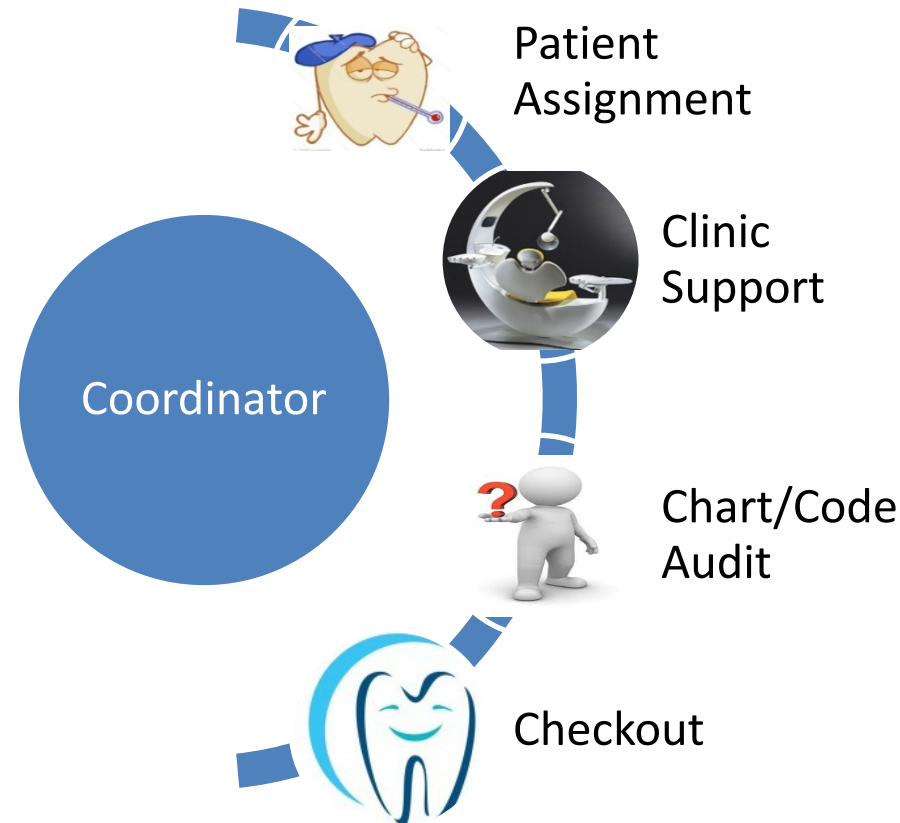 Patient
Assignment
Clinic
Support
Coordinator
Chart/Code
Audit
Checkout